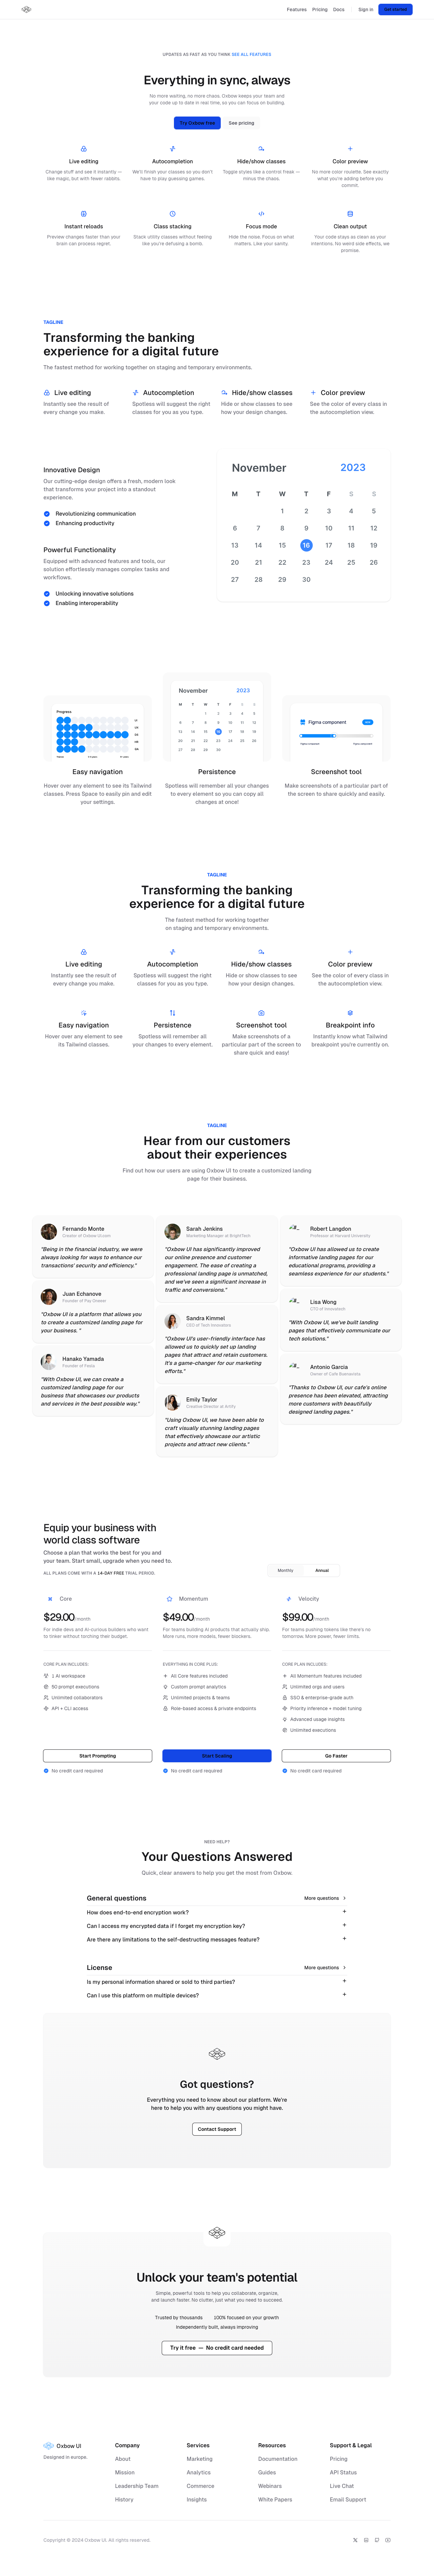 Features Pricing Docs Sign in Get started
UPDATES AS FAST AS YOU THINK SEE ALL FEATURES
Everything in sync, always
No more waiting, no more chaos. Oxbow keeps your team and
your code up to date in real time, so you can focus on building.
Try Oxbow free See pricing
Live editing
Change stuff and see it instantly —
like magic, but with fewer rabbits.
Autocompletion
We'll finish your classes so you don't
have to play guessing games.
Hide/show classes
Toggle styles like a control freak —
minus the chaos.
Color preview
No more color roulette. See exactly
what you're adding before you
commit.
Instant reloads
Preview changes faster than your
brain can process regret.
Class stacking
Stack utility classes without feeling
like you're defusing a bomb.
Focus mode
Hide the noise. Focus on what
matters. Like your sanity.
Clean output
Your code stays as clean as your
intentions. No weird side effects, we
promise.
TAGLINE
Transforming the banking
experience for a digital future
The fastest method for working together on staging and temporary environments.
Live editing
Instantly see the result of
every change you make.
Autocompletion
Spotless will suggest the right
classes for you as you type.
Hide/show classes
Hide or show classes to see
how your design changes.
Color preview
See the color of every class in
the autocompletion view.
Innovative Design
Our cutting-edge design offers a fresh, modern look
that transforms your project into a standout
experience.
Revolutionizing communication
Enhancing productivity
Powerful Functionality
Equipped with advanced features and tools, our
solution effortlessly manages complex tasks and
workflows.
Unlocking innovative solutions
Enabling interoperability
November 2023
M T W T F S S
1 2 3 4 5
6 7 8 9 10 11 12
13 14 15 16 17 18 19
20 21 22 23 24 25 26
27 28 29 30
Progress
Easy navigation
Hover over any element to see its Tailwind
classes. Press Space to easily pin and edit
your settings.
November 2023
M T W T F S S
1 2 3 4 5
6 7 8 9 10 11 12
13 14 15 16 17 18 19
20 21 22 23 24 25 26
27 28 29 30
Persistence
Spotless will remember all your changes
to every element so you can copy all
changes at once!
Figma component
Screenshot tool
Make screenshots of a particular part of
the screen to share quickly and easily.
TAGLINE
Transforming the banking
experience for a digital future
The fastest method for working together
on staging and temporary environments.
Live editing
Instantly see the result of
every change you make.
Autocompletion
Spotless will suggest the right
classes for you as you type.
Hide/show classes
Hide or show classes to see
how your design changes.
Color preview
See the color of every class in
the autocompletion view.
Easy navigation
Hover over any element to see
its Tailwind classes.
Persistence
Spotless will remember all
your changes to every element.
Screenshot tool
Make screenshots of a
particular part of the screen to
share quick and easy!
Breakpoint info
Instantly know what Tailwind
breakpoint you're currently on.
TAGLINE
Hear from our customers
about their experiences
Find out how our users are using Oxbow UI to create a customized landing
page for their business.
Fernando Monte
Creator of Oxbow UI.com
"Being in the financial industry, we were
always looking for ways to enhance our
transactions' security and efficiency."
Juan Echanove
Founder of Pay Onlane
"Oxbow UI is a platform that allows you
to create a customized landing page for
your business. "
Hanako Yamada
"With Oxbow UI, we can create a
customized landing page for our
business that showcases our products
and services in the best possible way."
Sarah Jenkins
Marketing Manager at BrightTech
"Oxbow UI has significantly improved
our online presence and customer
engagement. The ease of creating a
professional landing page is unmatched,
and we've seen a significant increase in
traffic and conversions."
Sandra Kimmel
CEO of Tech Innovators
"Oxbow UI's user-friendly interface has
allowed us to quickly set up landing
pages that attract and retain customers.
It's a game-changer for our marketing
efforts."
Emily Taylor
Creative Director at Artify
"Using Oxbow UI, we have been able to
craft visually stunning landing pages
that effectively showcase our artistic
projects and attract new clients."
Robert Langdon
Professor at Harvard University
"Oxbow UI has allowed us to create
informative landing pages for our
educational programs, providing a
seamless experience for our students."
Lisa Wong
CTO of Innovatech
"With Oxbow UI, we've built landing
pages that effectively communicate our
tech solutions."
Antonio Garcia
Owner of Cafe Buenavista
"Thanks to Oxbow UI, our cafe's online
presence has been elevated, attracting
more customers with beautifully
designed landing pages."
Equip your business with
world class software
Choose a plan that works the best for you and
your team. Start small, upgrade when you need to.
ALL PLANS COME WITH A 14-DAY FREE TRIAL PERIOD.
Monthly Annual
Core
$29.00/month
For indie devs and AI-curious builders who want
to tinker without torching their budget.
CORE PLAN INCLUDES:
1 AI workspace
50 prompt executions
Unlimited collaborators
API + CLI access
Start Prompting
No credit card required
Momentum
$49.00/month
For teams building AI products that actually ship.
More runs, more models, fewer blockers.
EVERYTHING IN CORE PLUS:
All Core features included
Custom prompt analytics
Unlimited projects & teams
Role-based access & private endpoints
Start Scaling
No credit card required
Velocity
$99.00/month
For teams pushing tokens like there's no
tomorrow. More power, fewer limits.
CORE PLAN INCLUDES:
All Momentum features included
Unlimited orgs and users
SSO & enterprise-grade auth
Priority inference + model tuning
Advanced usage insights
Unlimited executions
Go Faster
No credit card required
NEED HELP?
Your Questions Answered
Quick, clear answers to help you get the most from Oxbow.
General questions More questions
How does end-to-end encryption work?
Can I access my encrypted data if I forget my encryption key?
Are there any limitations to the self-destructing messages feature?
License More questions
Is my personal information shared or sold to third parties?
Can I use this platform on multiple devices?
Got questions?
Everything you need to know about our platform. We're
here to help you with any questions you might have.
Contact Support
Unlock your team's potential
Simple, powerful tools to help you collaborate, organize,
and launch faster. No clutter, just what you need to succeed.
Trusted by thousands 100% focused on your growth
Independently built, always improving
Try it free — No credit card needed
Oxbow UI
Designed in europe.
Company
About
Mission
Leadership Team
History
Services
Marketing
Analytics
Commerce
Insights
Resources
Documentation
Guides
Webinars
White Papers
Support & Legal
Pricing
API Status
Live Chat
Email Support
Copyright © 2024 Oxbow UI. All rights reserved.